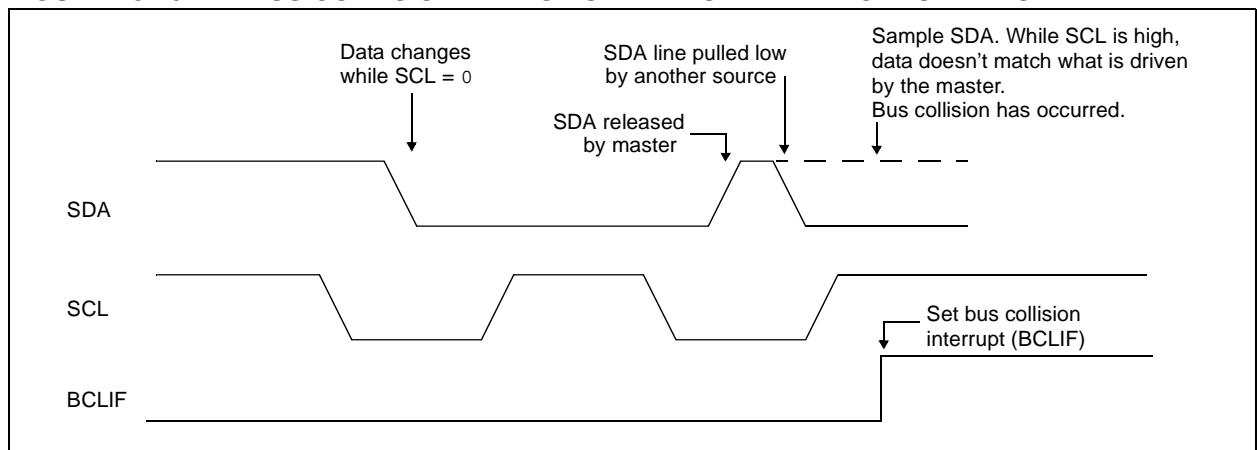 Data changes
while SCL = 0
SDA line pulled low
by another source
Sample SDA. While SCL is high,
data doesn't match what is driven
by the master.
Bus collision has occurred.
SDA released
by master
SDA
SCL
Set bus collision
interrupt (BCLIF)
BCLIF